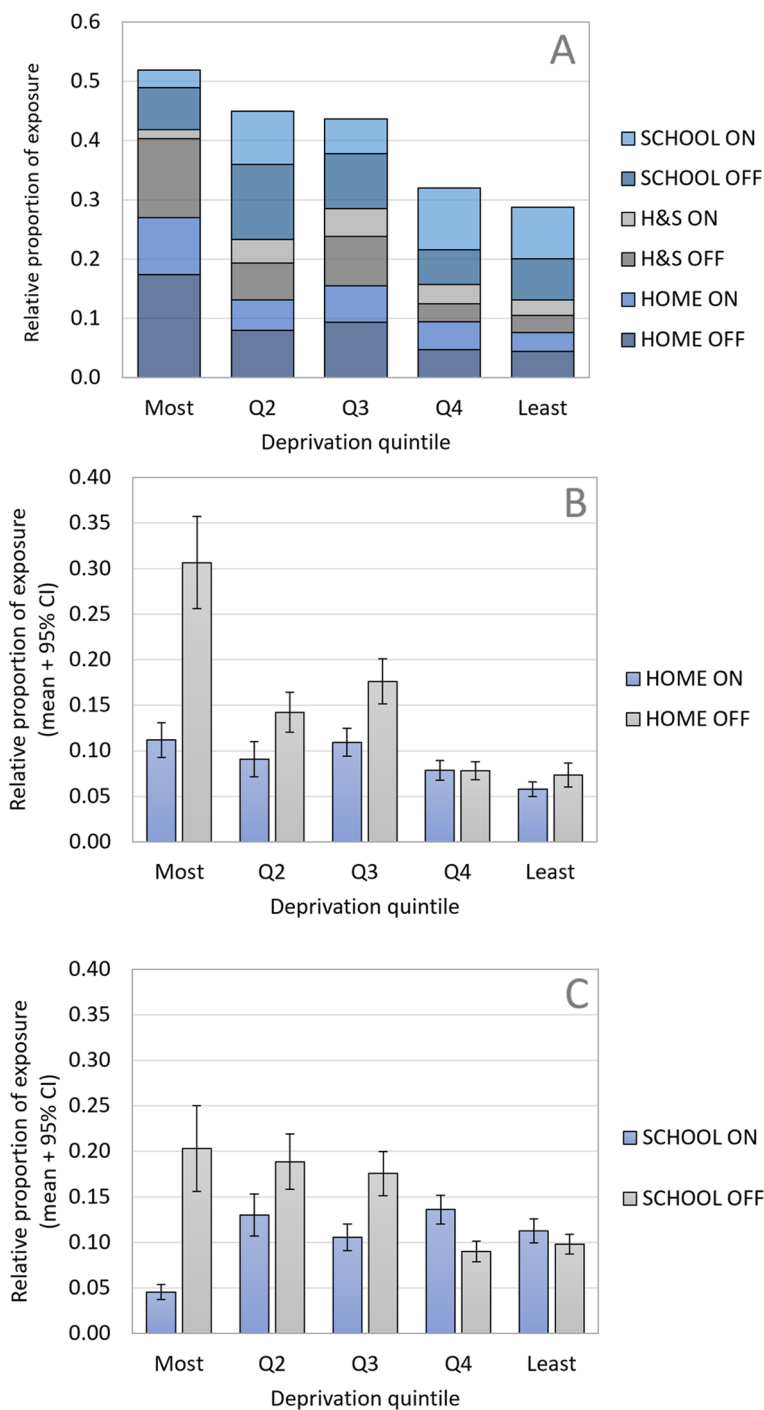 A
Relative proportion of exposure
0.6
0.5
0.4
0.3
0.2
0.1
0.0
Most Q2 Q3 Q4 Least
Deprivation quintile
SCHOOL ON
SCHOOL OFF
H&S ON
H&S OFF
HOME ON
HOME OFF
B
Relative proportion of exposure
(mean + 95% CI)
0.40
0.35
0.30
0.25
0.20
0.15
0.10
0.05
0.00
Most Q2 Q3 Q4 Least
Deprivation quintile
HOME ON
HOME OFF
C
Relative proportion of exposure
(mean + 95% CI)
0.40
0.35
0.30
0.25
0.20
0.15
0.10
0.05
0.00
Most Q2 Q3 Q4 Least
Deprivation quintile
SCHOOL ON
SCHOOL OFF